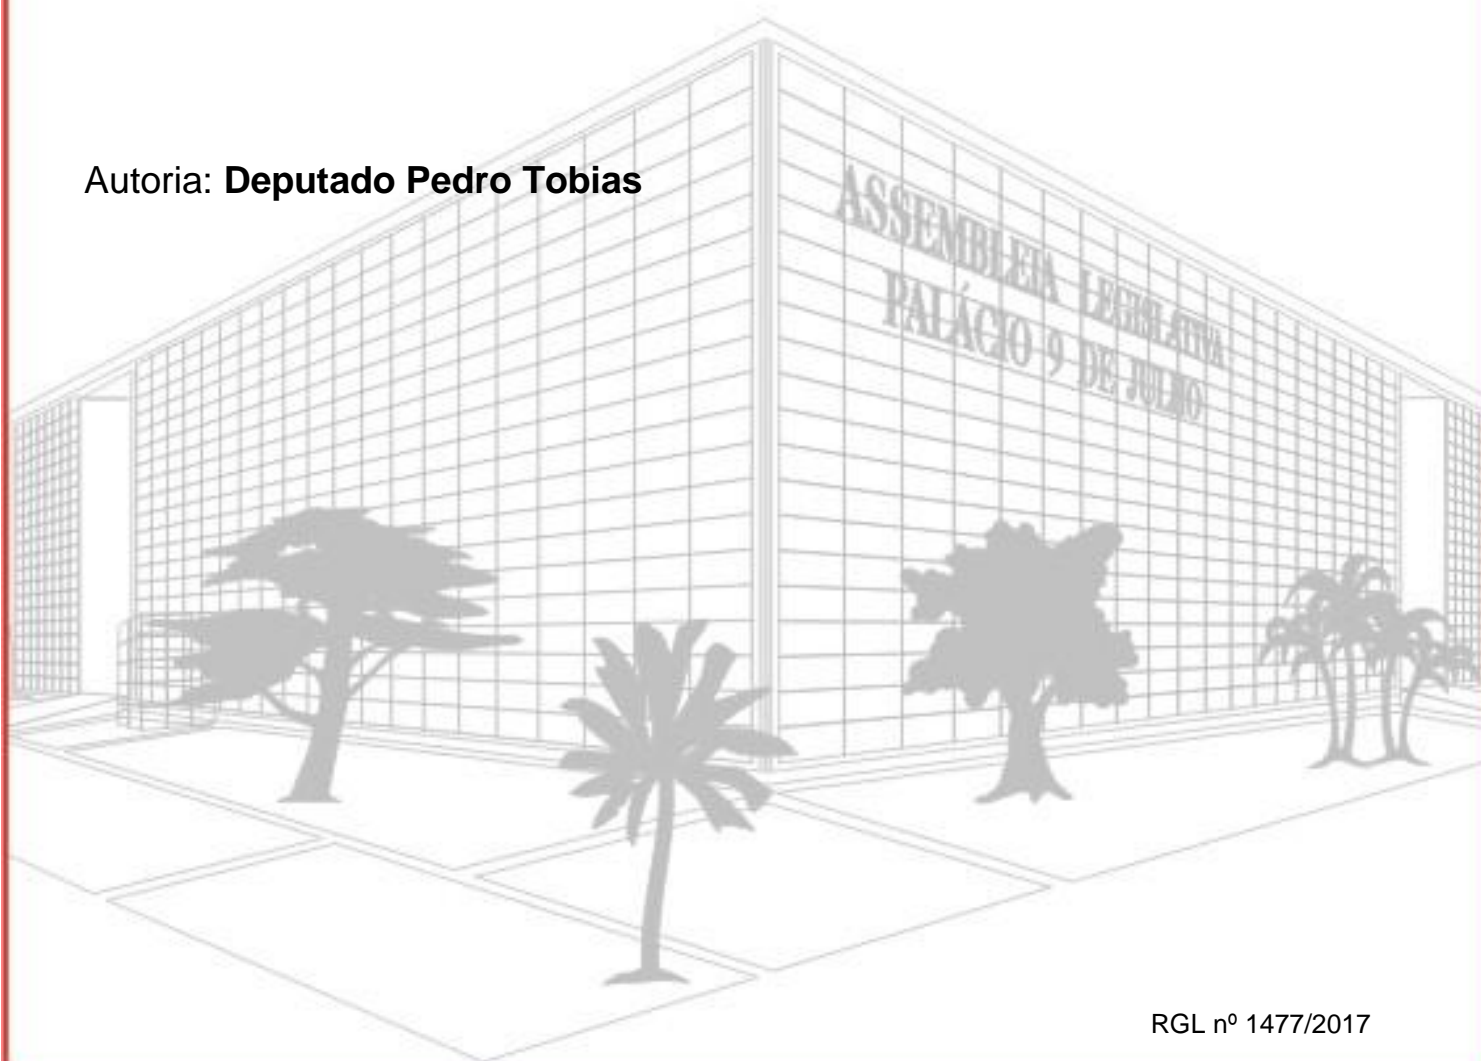 Autoria: Deputado Pedro Tobias
ASSEMBLEIA LEGISLATIVA
PALÁCIO 9 DE JULHO
RGL nº 1477/2017